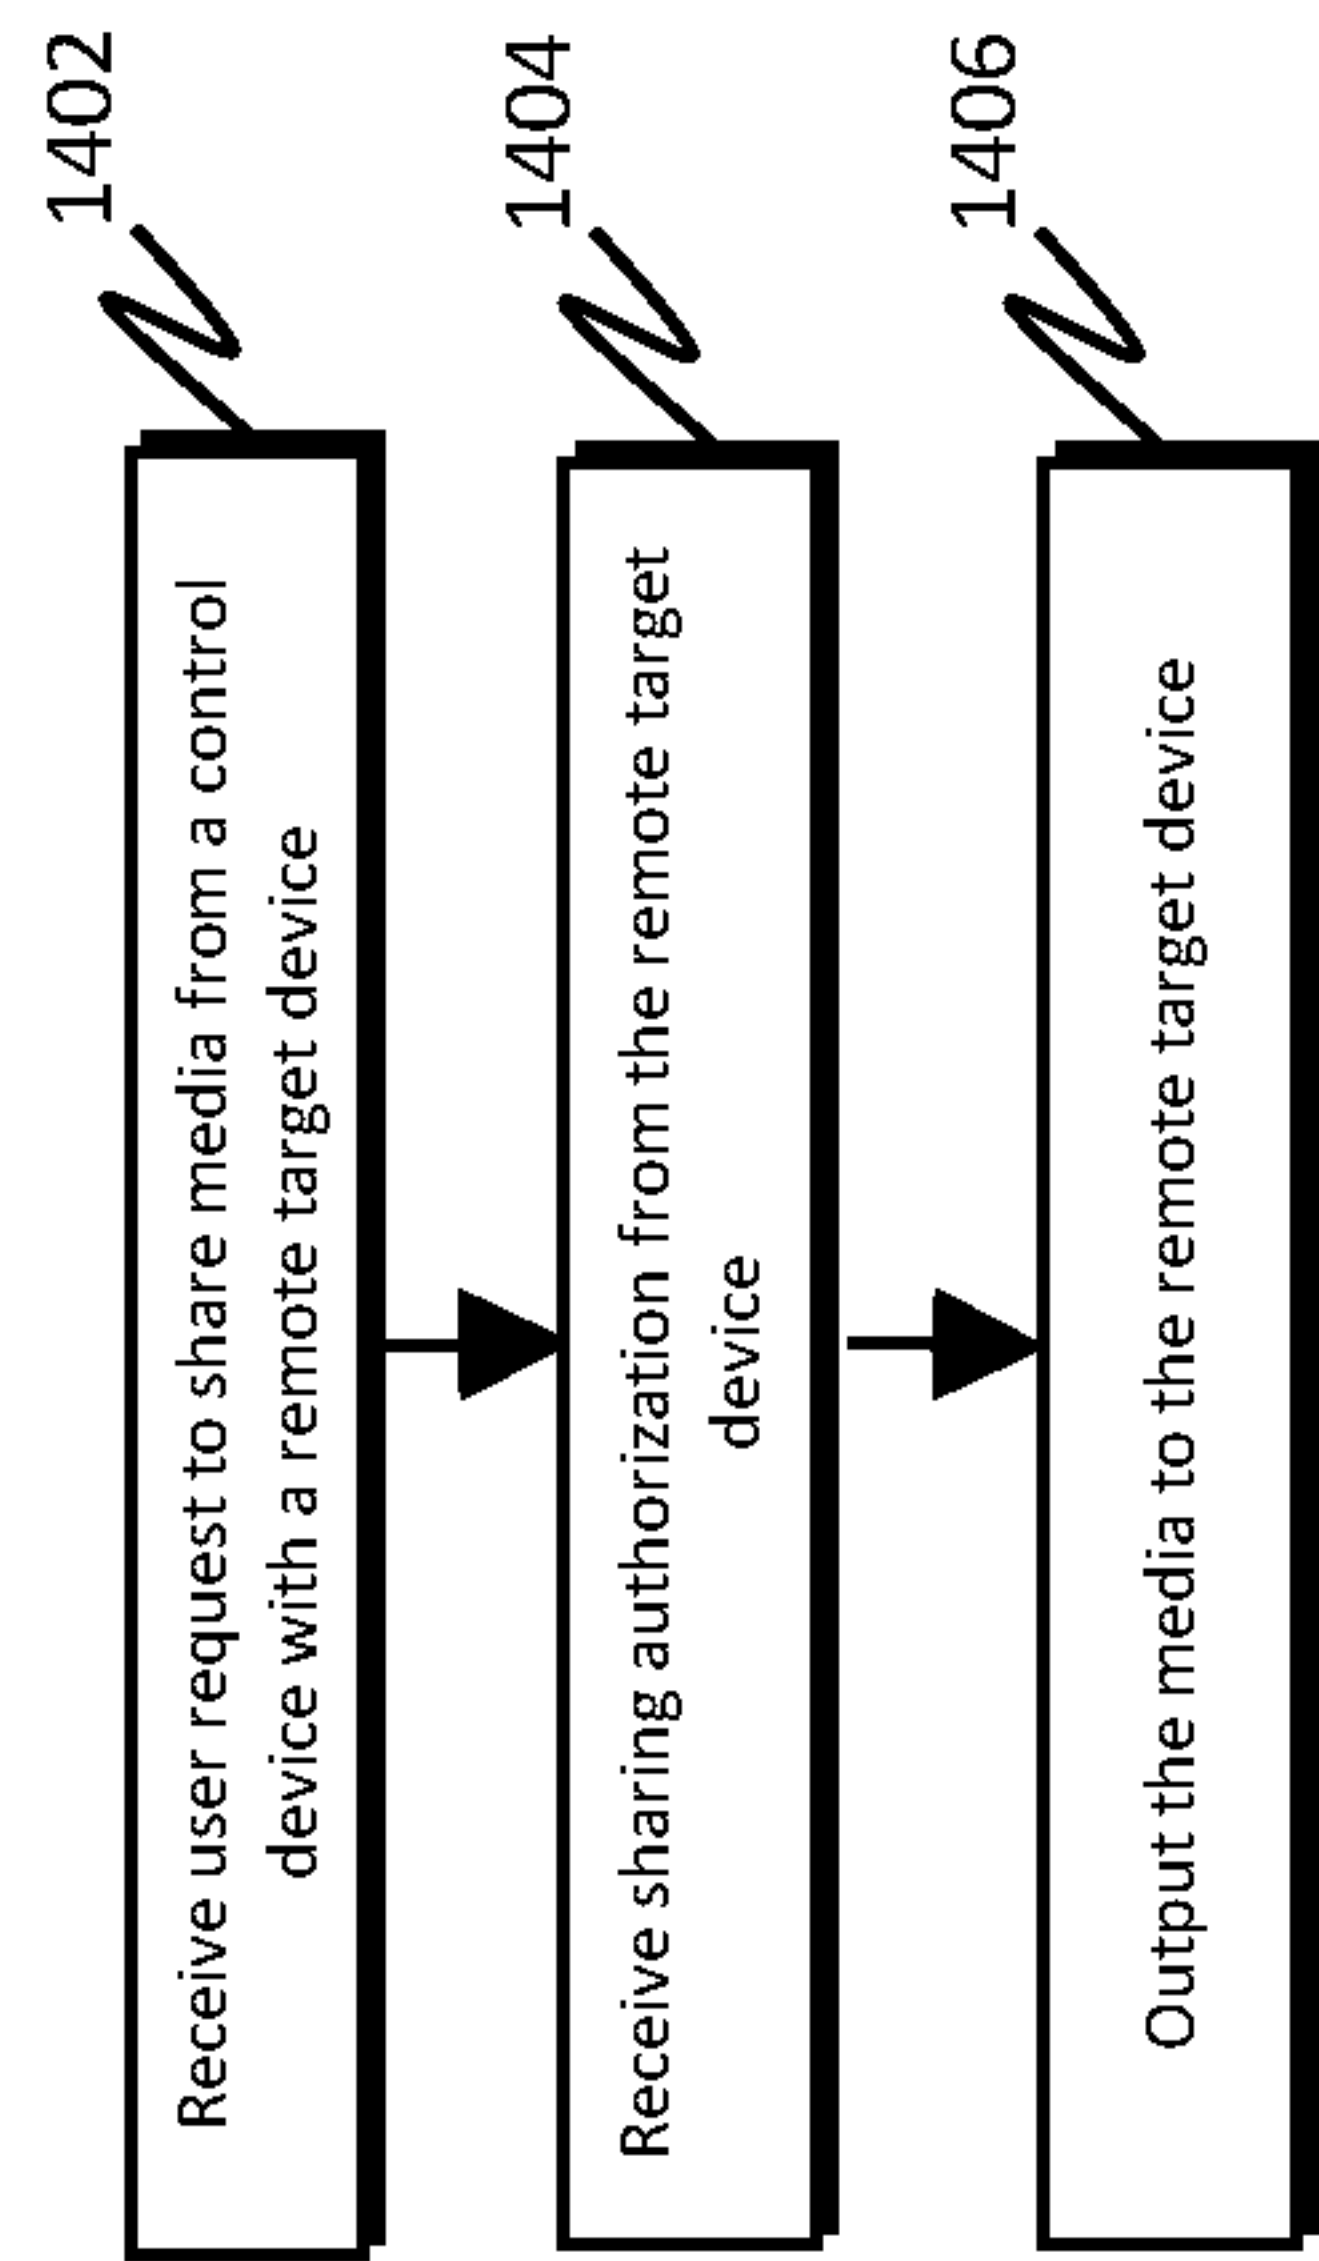 Receive user request to share media from a control
device with a remote target device
1402
Receive sharing authorization from the remote target
device
1404
Output the media to the remote target device
1406